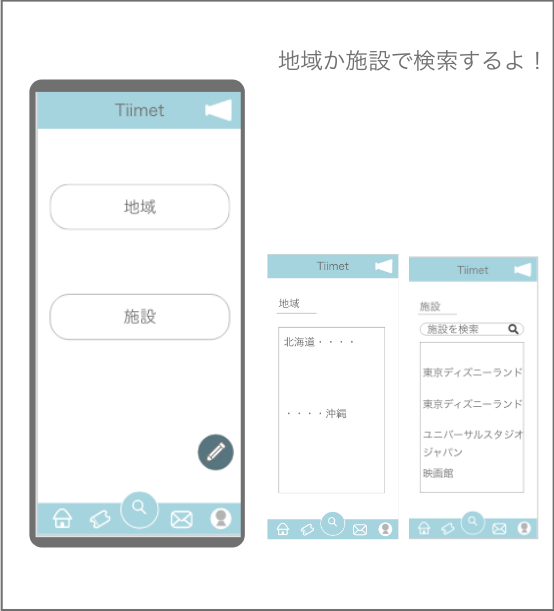 地域か施設で検索するよ！
Tiimet
地域
施設
Tiimet
地域
北海道・・・・
・・・・沖縄
Tiimet
施設
施設を検索
東京ディズニーランド
東京ディズニーランド
ユニバーサルスタジオ
ジャパン
映画館